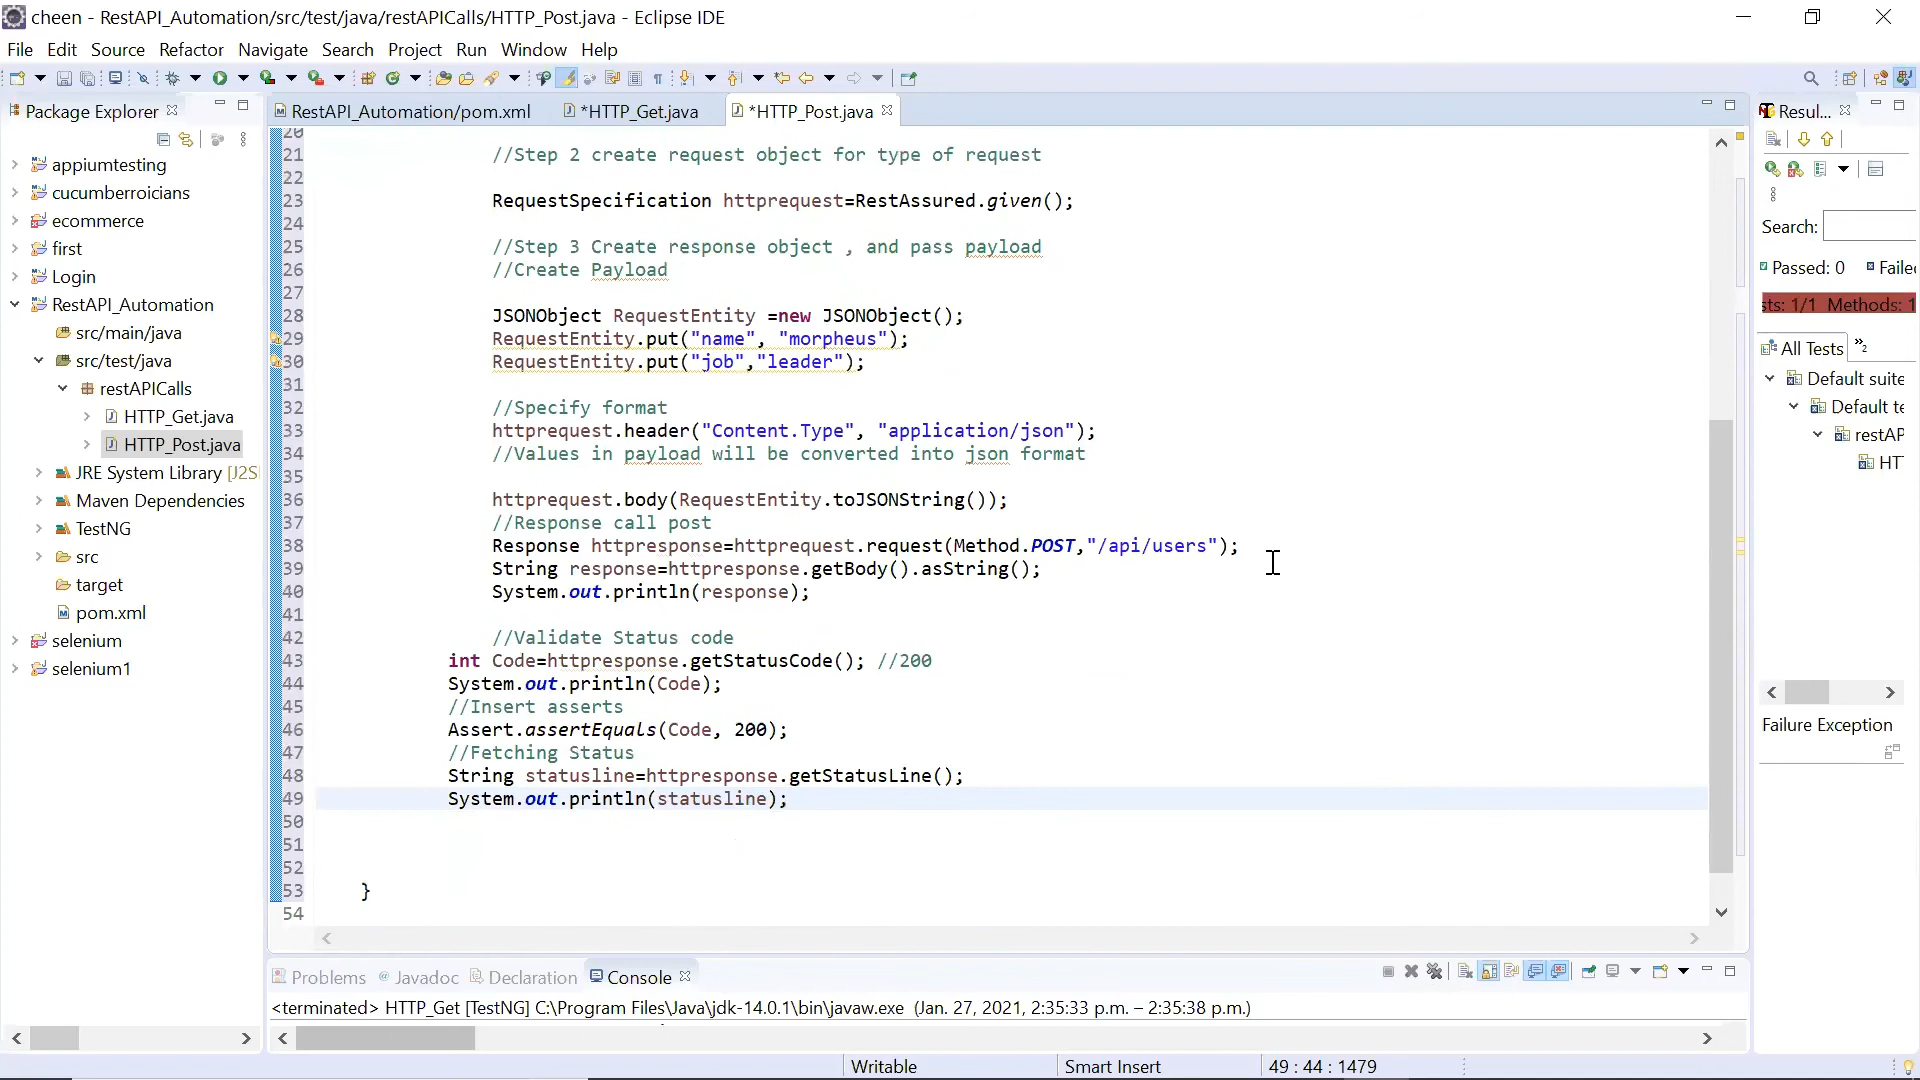 cheen - RestAPI_Automation/src/test/java/restAPICalls/HTTP_Post.java - Eclipse IDE
File Edit Source Refactor Navigate Search Project Run Window Help
Package Explorer
appiumtesting
cucumberroicians
ecommerce
first
Login
RestAPI_Automation
src/main/java
src/test/java
restAPICalls
HTTP_Get.java
HTTP_Post.java
JRE System Library [J2S
Maven Dependencies
TestNG
src
target
pom.xml
selenium
selenium1
RestAPI_Automation/pom.xml *HTTP_Get.java *HTTP_Post.java
20
21 //Step 2 create request object for type of request
22
23 RequestSpecification httprequest=RestAssured.given();
24
25 //Step 3 Create response object , and pass payload
26 //Create Payload
27
28 JSONObject RequestEntity =new JSONObject();
29 RequestEntity.put("name", "morpheus");
30 RequestEntity.put("job","leader");
31
32 //Specify format
33 httprequest.header("Content.Type", "application/json");
34 //Values in payload will be converted into json format
35
36 httprequest.body(RequestEntity.toJSONString());
37 //Response call post
38 Response httpresponse=httprequest.request(Method.POST,"/api/users");
39 String response=httpresponse.getBody().asString();
40 System.out.println(response);
41
42 //Validate Status code
43 int Code=httpresponse.getStatusCode(); //200
44 System.out.println(Code);
45 //Insert asserts
46 Assert.assertEquals(Code, 200);
47 //Fetching Status
48 String statusline=httpresponse.getStatusLine();
49 System.out.println(statusline);
50
51
52
53 }
54
Problems Javadoc Declaration Console
<terminated> HTTP_Get [TestNG] C:\Program Files\Java\jdk-14.0.1\bin\javaw.exe (Jan. 27, 2021, 2:35:33 p.m. – 2:35:38 p.m.)
Resul...
Search:
Passed: 0 Faile
sts: 1/1 Methods: 1
All Tests »2
Default suite
Default te
restAP
HT
Failure Exception
Writable Smart Insert 49 : 44 : 1479